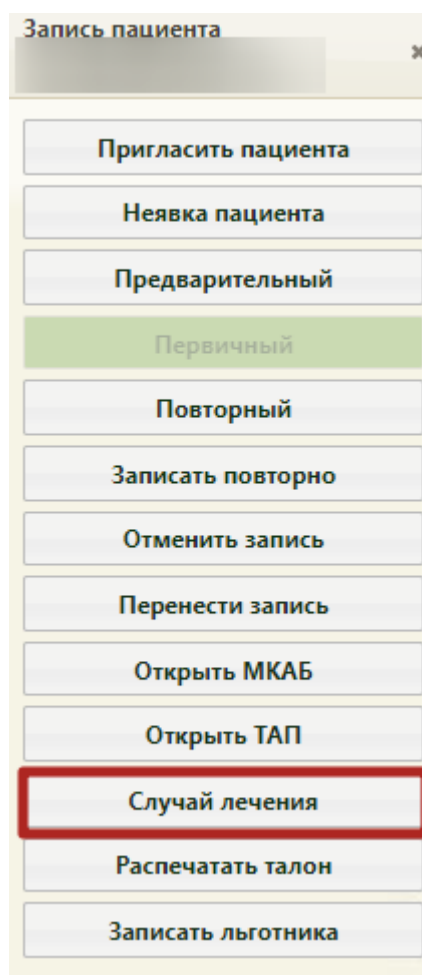 Запись пациента
Пригласить пациента
Неявка пациента
Предварительный
Первичный
Повторный
Записать повторно
Отменить запись
Перенести запись
Открыть МКАБ
Открыть ТАП
Случай лечения
Распечатать талон
Записать льготника